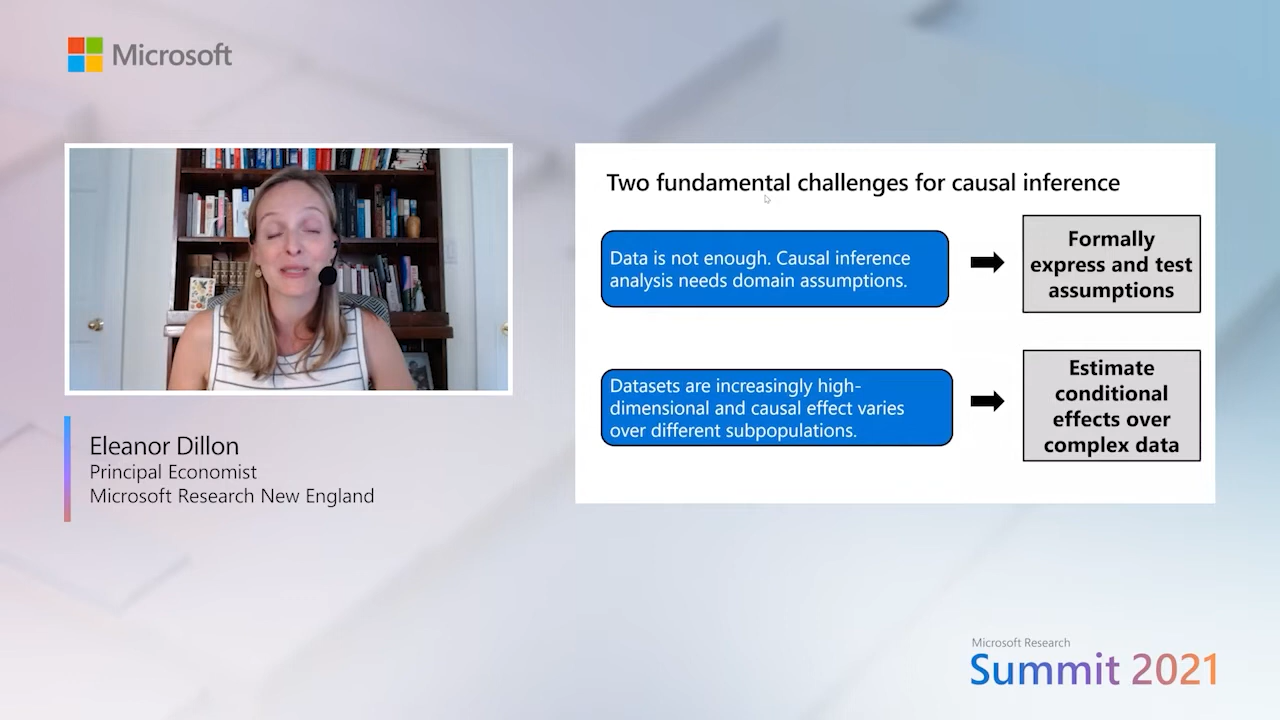 Microsoft
Eleanor Dillon
Principal Economist
Microsoft Research New England
Two fundamental challenges for causal inference
Data is not enough. Causal inference
analysis needs domain assumptions.
Formally
express and test
assumptions
Datasets are increasingly high-
dimensional and causal effect varies
over different subpopulations.
Estimate
conditional
effects over
complex data
Microsoft Research
Summit 2021